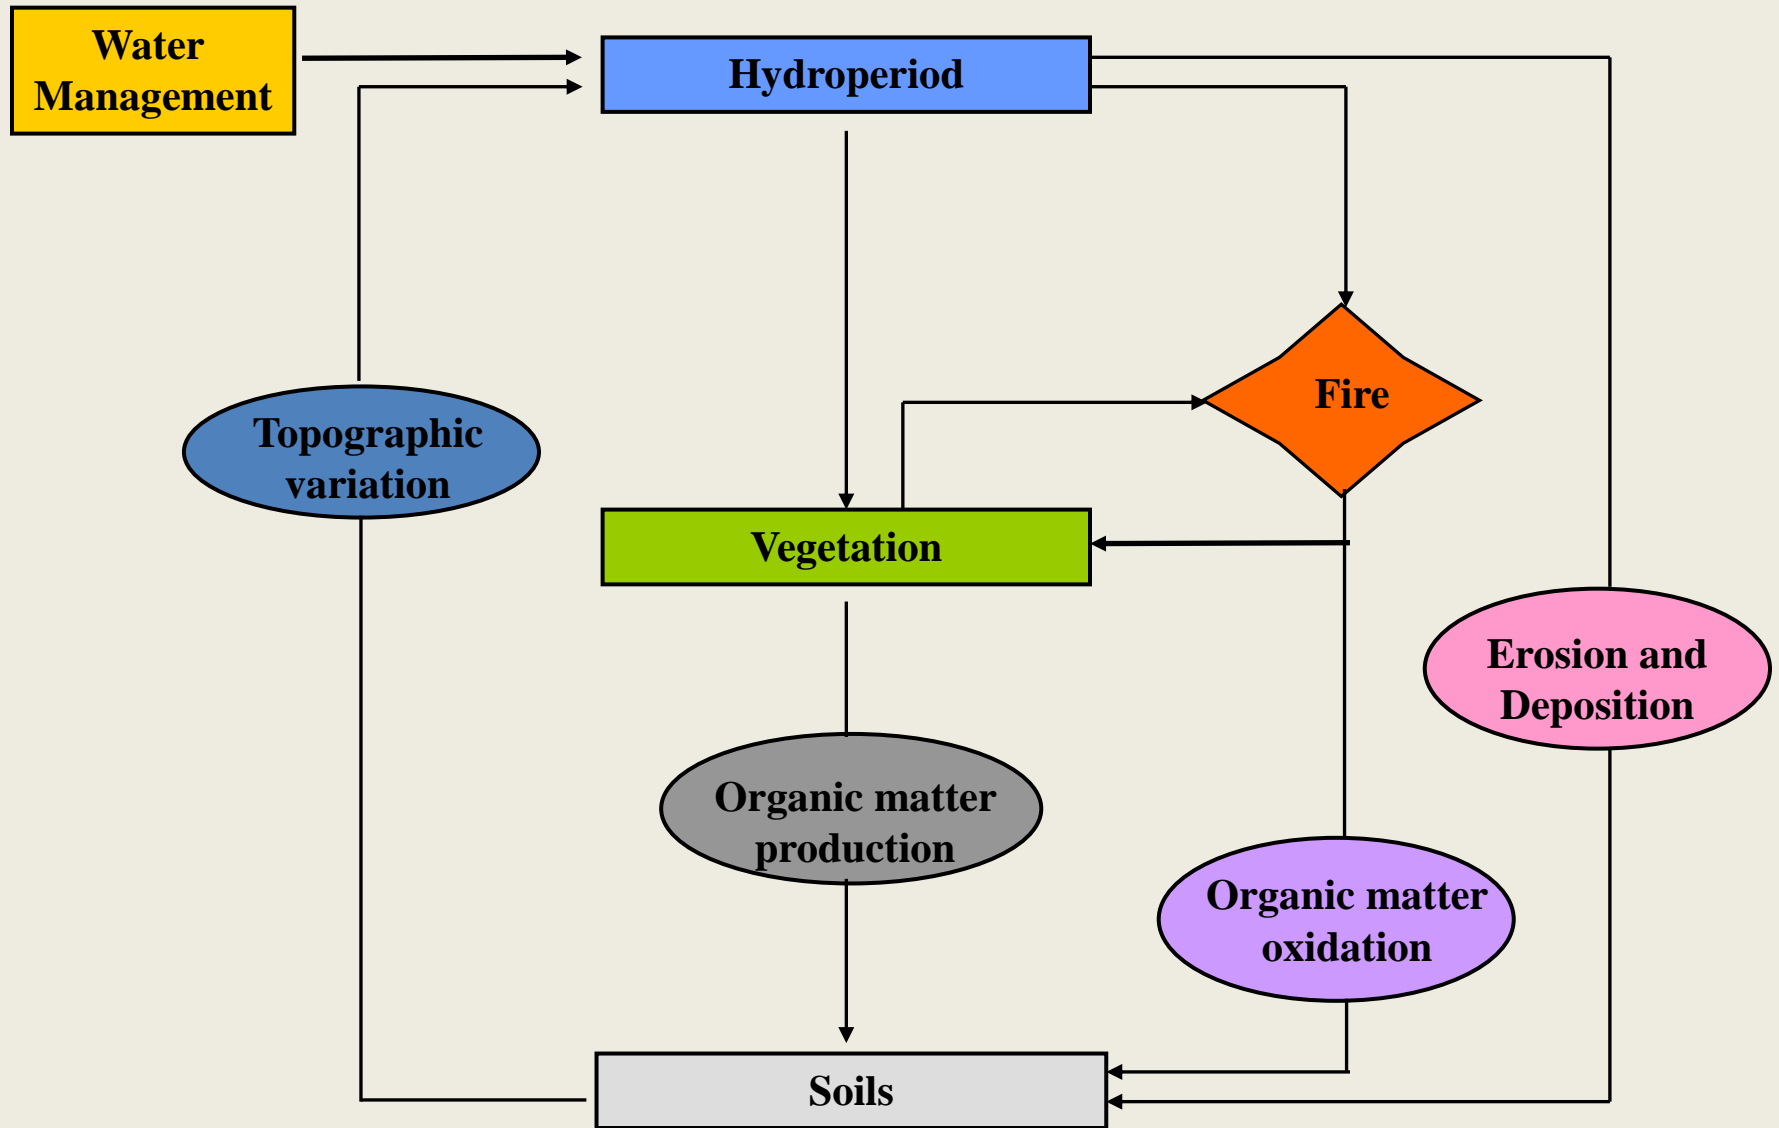 Water
Management
Hydroperiod
Fire
Topographic
variation
Vegetation
Erosion and
Deposition
Organic matter
production
Organic matter
oxidation
Soils